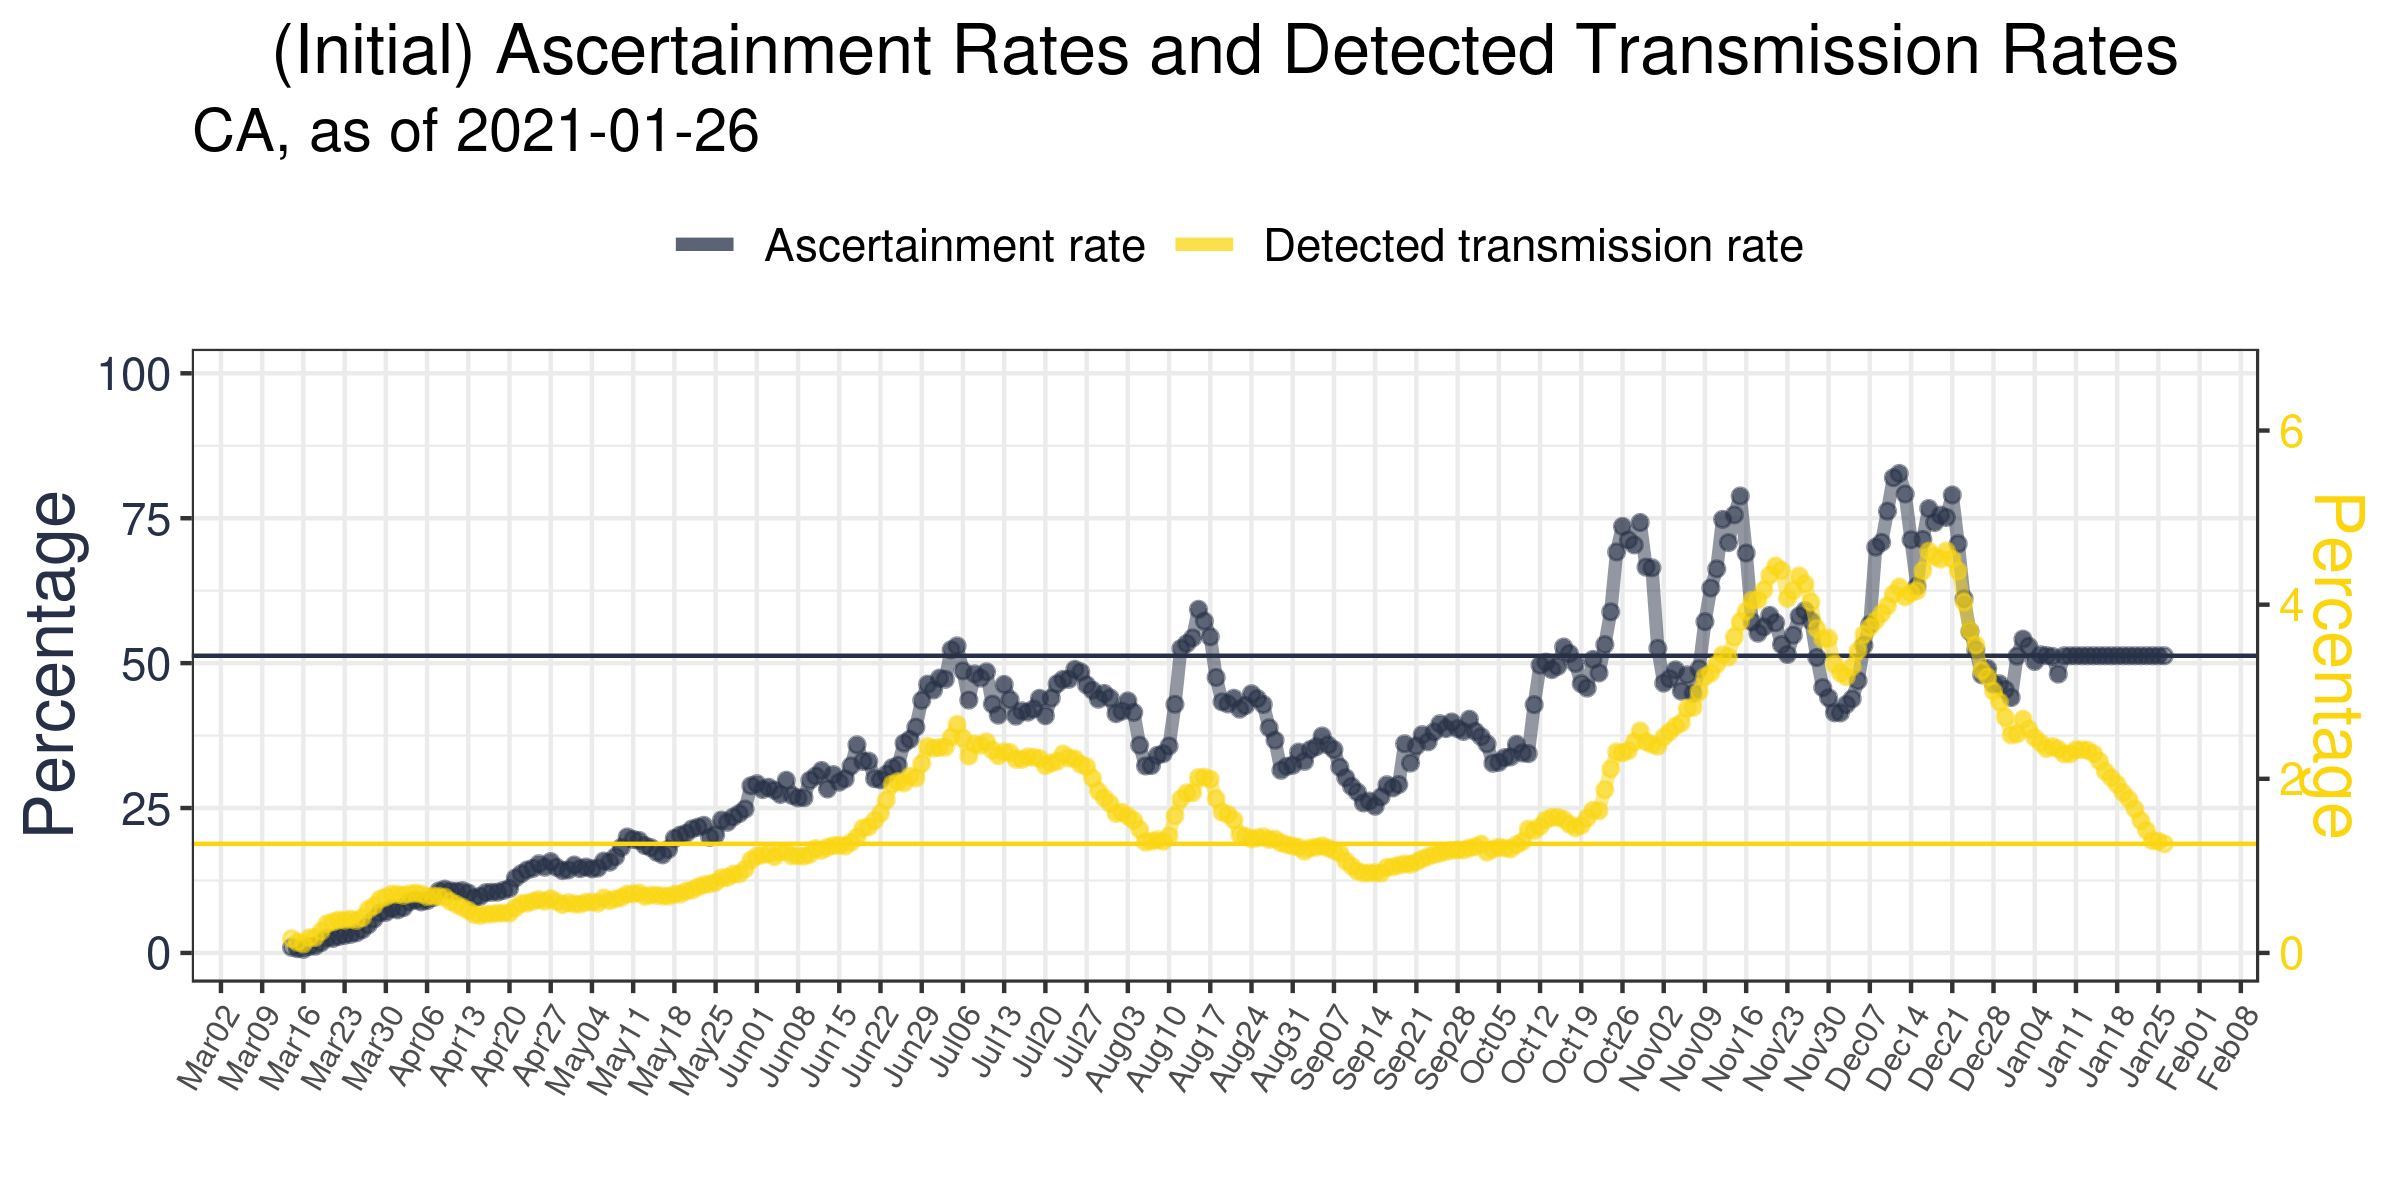 (Initial) Ascertainment Rates and Detected Transmission Rates
CA, as of 2021-01-26
Ascertainment rate
Detected transmission rate
Percentage
100
75
50
25
0
6
4
2
0
Percentage
Mar02
Mar09
Mar16
Mar23
Mar30
Apr06
Apr13
Apr20
Apr27
May04
May11
May18
May25
Jun01
Jun08
Jun15
Jun22
Jun29
Jul06
Jul13
Jul20
Jul27
Aug03
Aug10
Aug17
Aug24
Aug31
Sep07
Sep14
Sep21
Sep28
Oct05
Oct12
Oct19
Oct26
Nov02
Nov09
Nov16
Nov23
Nov30
Dec07
Dec14
Dec21
Dec28
Jan04
Jan11
Jan18
Jan25
Feb01
Feb08